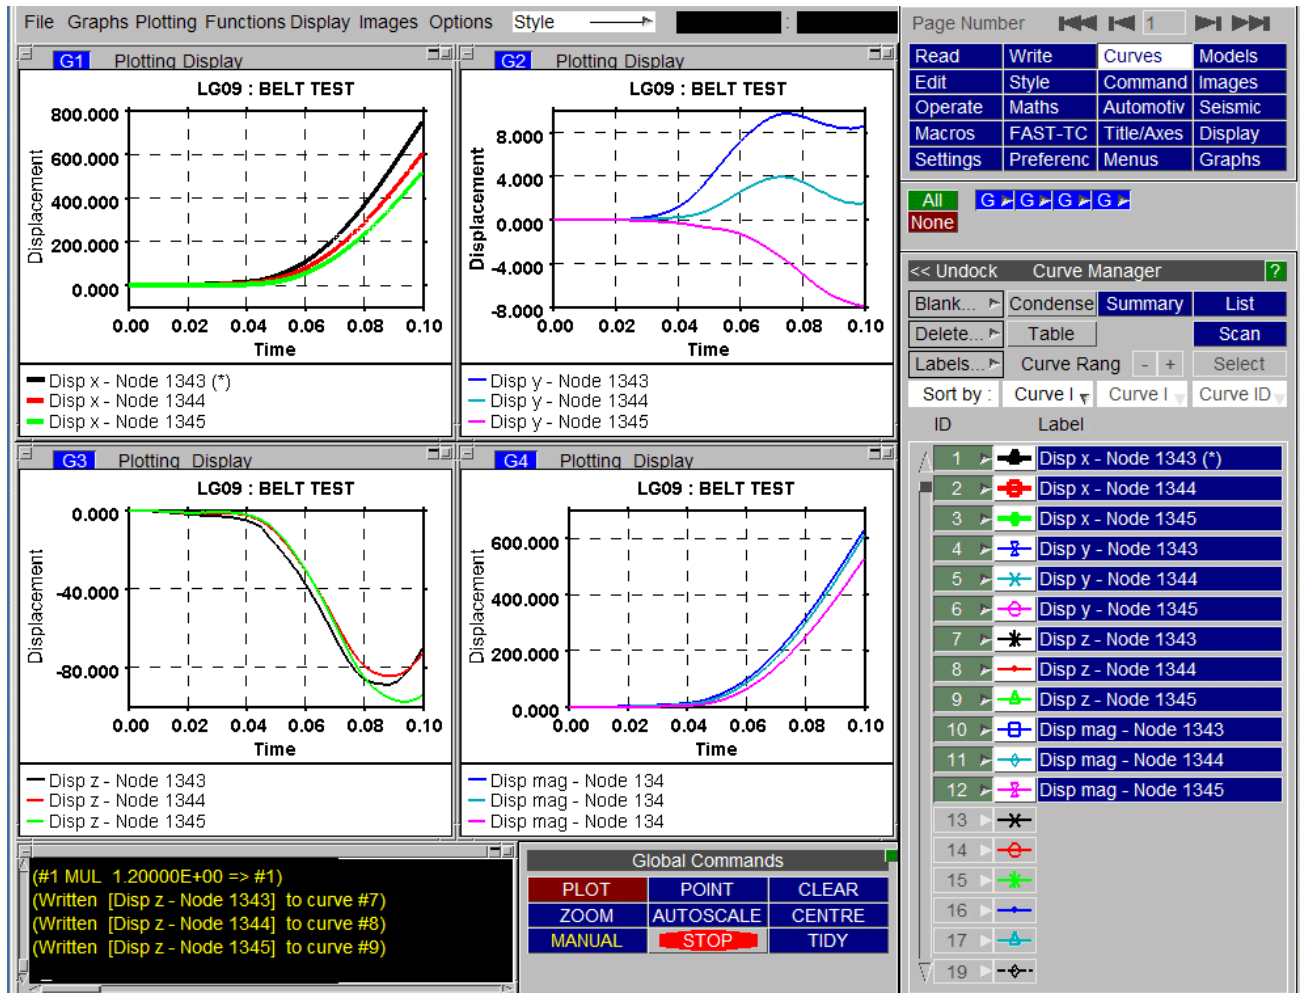 File Graphs Plotting Functions Display Images Options Style :
G1 Plotting Display
LG09 : BELT TEST
800.000
600.000
400.000
200.000
0.000
Displacement
0.00 0.02 0.04 0.06 0.08 0.10
Time
Disp x - Node 1343 (*)
Disp x - Node 1344
Disp x - Node 1345
G2 Plotting Display
LG09 : BELT TEST
8.000
4.000
0.000
-4.000
-8.000
Displacement
0.00 0.02 0.04 0.06 0.08 0.10
Time
Disp y - Node 1343
Disp y - Node 1344
Disp y - Node 1345
G3 Plotting Display
LG09 : BELT TEST
0.000
-40.000
-80.000
Displacement
0.00 0.02 0.04 0.06 0.08 0.10
Time
Disp z - Node 1343
Disp z - Node 1344
Disp z - Node 1345
G4 Plotting Display
LG09 : BELT TEST
600.000
400.000
200.000
0.000
Displacement
0.00 0.02 0.04 0.06 0.08 0.10
Time
Disp mag - Node 134
Disp mag - Node 134
Disp mag - Node 134
(#1 MUL 1.20000E+00 => #1)
(Written [Disp z - Node 1343] to curve #7)
(Written [Disp z - Node 1344] to curve #8)
(Written [Disp z - Node 1345] to curve #9)
_
Global Commands
PLOT POINT CLEAR
ZOOM AUTOSCALE CENTRE
MANUAL STOP TIDY
Page Number 1
Read Write Curves Models
Edit Style Command Images
Operate Maths Automotiv Seismic
Macros FAST-TC Title/Axes Display
Settings Preferenc Menus Graphs
All G G G G
None
<< Undock Curve Manager ?
Blank... Condense Summary List
Delete... Table Scan
Labels... Curve Rang - + Select
Sort by : Curve I Curve I Curve ID
ID Label
1 Disp x - Node 1343 (*)
2 Disp x - Node 1344
3 Disp x - Node 1345
4 Disp y - Node 1343
5 Disp y - Node 1344
6 Disp y - Node 1345
7 Disp z - Node 1343
8 Disp z - Node 1344
9 Disp z - Node 1345
10 Disp mag - Node 1343
11 Disp mag - Node 1344
12 Disp mag - Node 1345
13
14
15
16
17
19